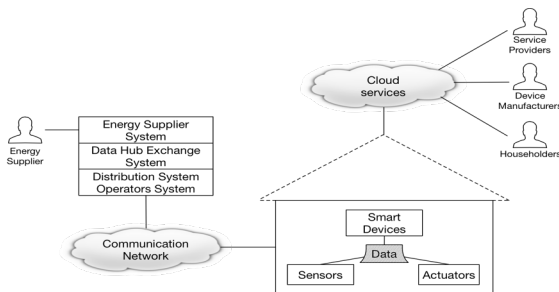 Service
Providers
Cloud
services
Device
Manufacturers
Householders
Energy
Supplier
Energy Supplier
System
Data Hub Exchange
System
Distribution System
Operators System
Communication
Network
Smart
Devices
Data
Sensors
Actuators